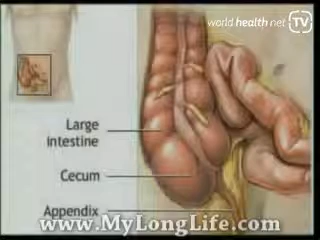 world health net TV
Large
Intestine
Cecum
Appendix
www.MyLongLife.com